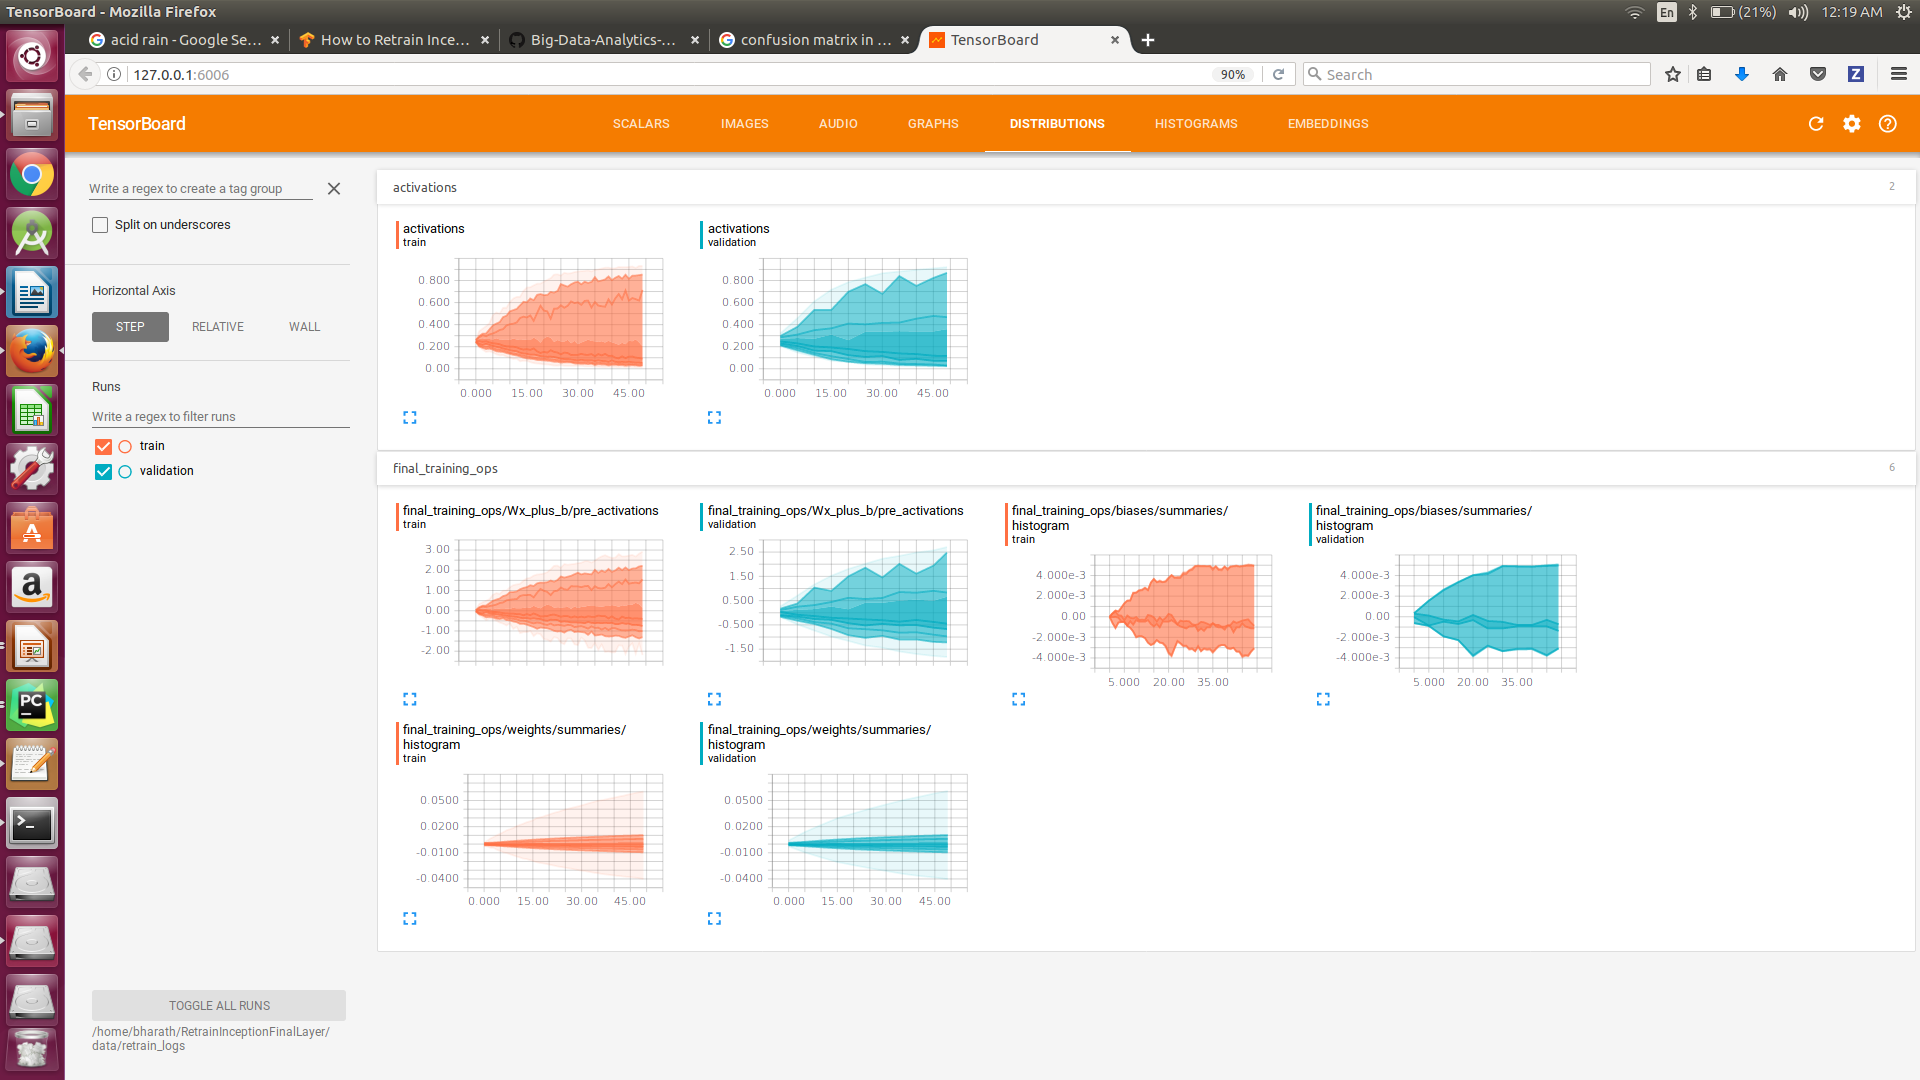 TensorBoard - Mozilla Firefox
En
(21%)
12:19 AM
acid rain - Google Se...
How to Retrain Ince...
Big-Data-Analytics-...
confusion matrix in ...
TensorBoard
127.0.0.1:6006
90%
Search
Z
TensorBoard
SCALARS
IMAGES
AUDIO
GRAPHS
DISTRIBUTIONS
HISTOGRAMS
EMBEDDINGS
Write a regex to create a tag group
Split on underscores
Horizontal Axis
STEP
RELATIVE
WALL
Runs
Write a regex to filter runs
train
validation
TOGGLE ALL RUNS
/home/bharath/RetrainInceptionFinalLayer/
data/retrain_logs
activations
2
activations
train
0.800
0.600
0.400
0.200
0.00
0.000 15.00 30.00 45.00
activations
validation
0.800
0.600
0.400
0.200
0.00
0.000 15.00 30.00 45.00
final_training_ops
6
final_training_ops/Wx_plus_b/pre_activations
train
3.00
2.00
1.00
0.00
-1.00
-2.00
final_training_ops/Wx_plus_b/pre_activations
validation
2.50
1.50
0.500
-0.500
-1.50
final_training_ops/biases/summaries/
histogram
train
4.000e-3
2.000e-3
0.00
-2.000e-3
-4.000e-3
5.000 20.00 35.00
final_training_ops/biases/summaries/
histogram
validation
4.000e-3
2.000e-3
0.00
-2.000e-3
-4.000e-3
5.000 20.00 35.00
final_training_ops/weights/summaries/
histogram
train
0.0500
0.0200
-0.0100
-0.0400
0.000 15.00 30.00 45.00
final_training_ops/weights/summaries/
histogram
validation
0.0500
0.0200
-0.0100
-0.0400
0.000 15.00 30.00 45.00
PC